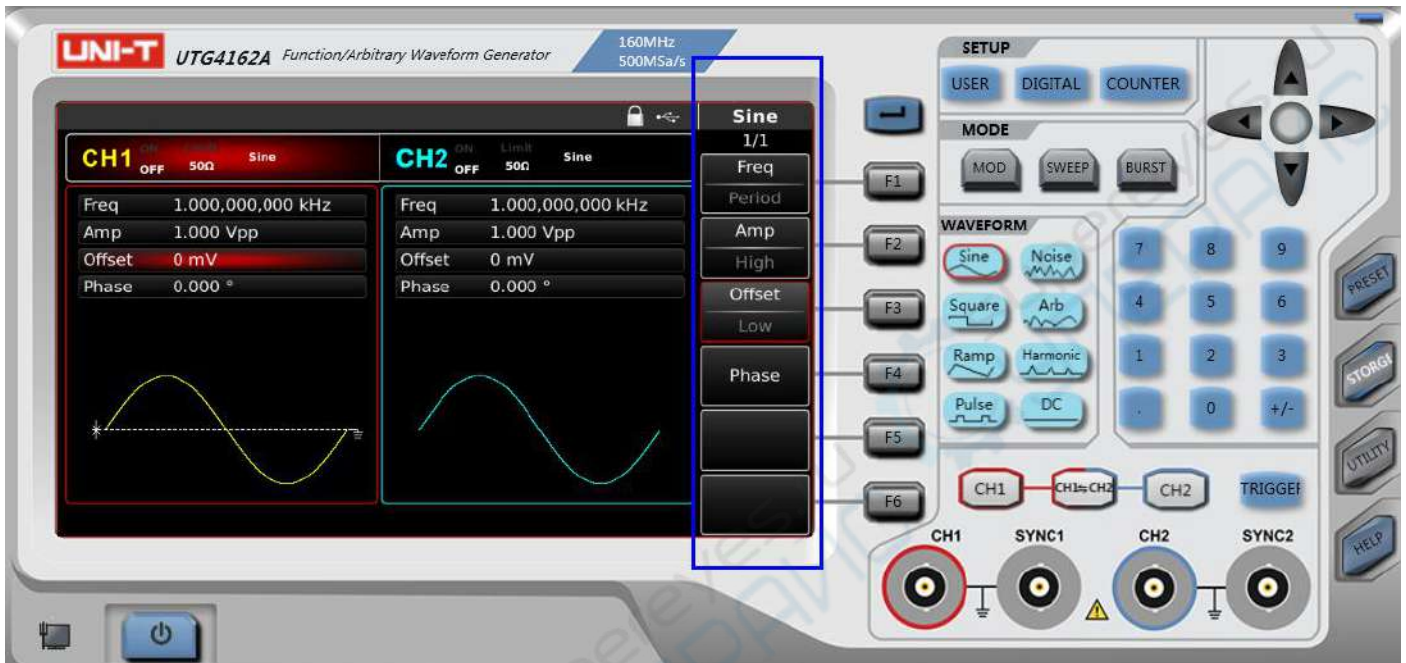 UNI-T UTG4162A Function/Arbitrary Waveform Generator
160MHz
500MSa/s
CH1 ON OFF Limit 50Ω Sine
CH2 ON OFF Limit 50Ω Sine
Freq 1.000,000,000 kHz
Amp 1.000 Vpp
Offset 0 mV
Phase 0.000 °
Freq 1.000,000,000 kHz
Amp 1.000 Vpp
Offset 0 mV
Phase 0.000 °
Sine
1/1
Freq
Period
Amp
High
Offset
Low
Phase
F1
F2
F3
F4
F5
F6
SETUP
USER DIGITAL COUNTER
MODE
MOD SWEEP BURST
WAVEFORM
Sine Noise
Square Arb
Ramp Harmonic
Pulse DC
7 8 9
4 5 6
1 2 3
. 0 +/-
PRESET
STORGE
UTILITY
HELP
CH1 CH1⇋CH2 CH2 TRIGGER
CH1 SYNC1 CH2 SYNC2